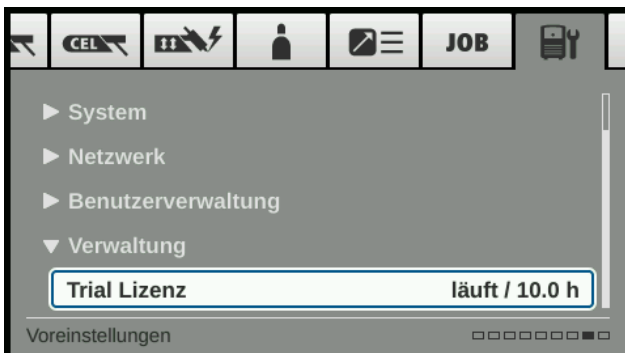 CEL
JOB
System
Netzwerk
Benutzerverwaltung
Verwaltung
Trial Lizenz läuft / 10.0 h
Voreinstellungen